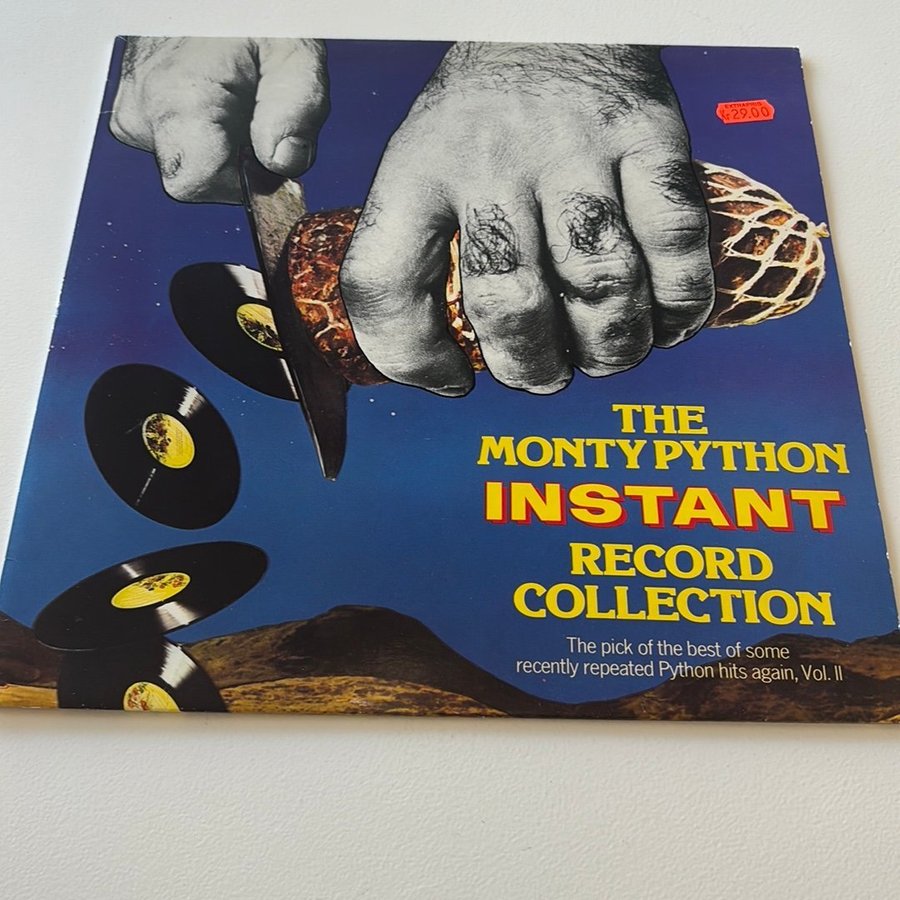 EXTRAPRIS
Kr 29.00
THE
MONTY PYTHON
INSTANT
RECORD
COLLECTION
The pick of the best of some
recently repeated Python hits again, Vol. II